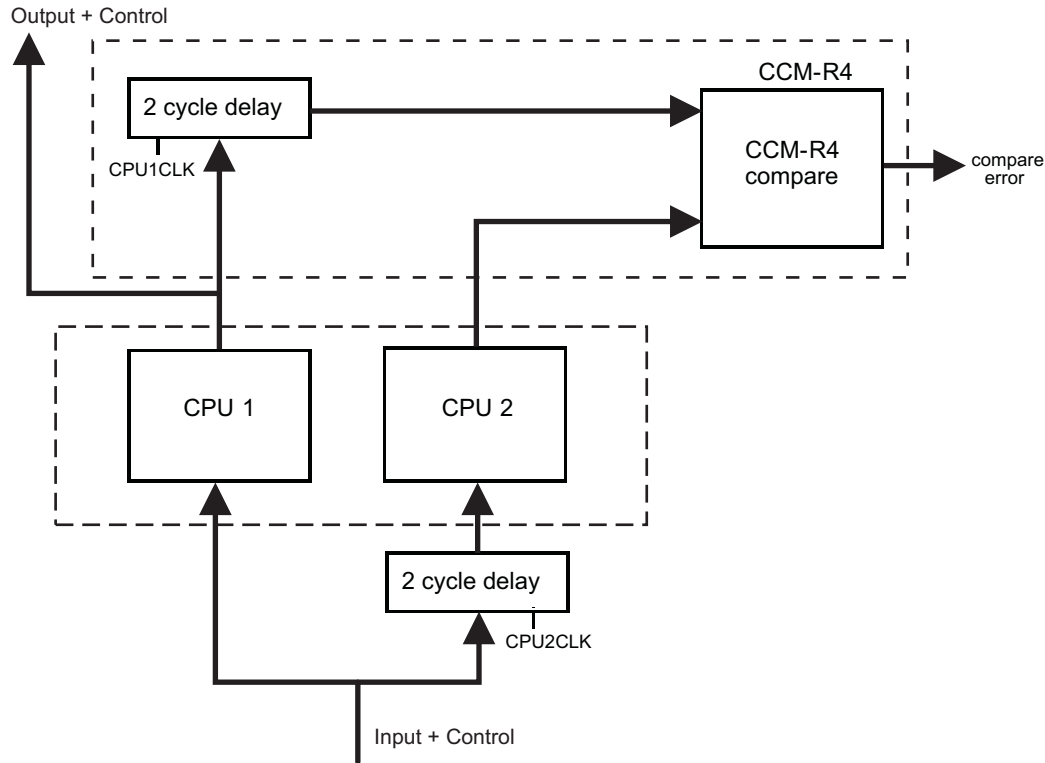 Output + Control
CCM-R4
2 cycle delay
CPU1CLK
CCM-R4
compare
compare
error
CPU 1
CPU 2
2 cycle delay
CPU2CLK
Input + Control